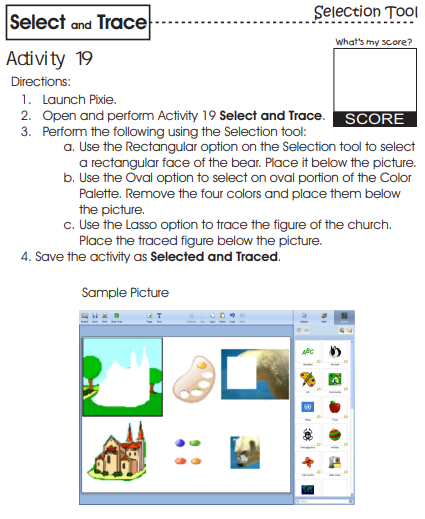 Select and Trace
Selection Tool
What's my score?
Activity 19
SCORE
Directions:
1. Launch Pixie.
2. Open and perform Activity 19 Select and Trace.
3. Perform the following using the Selection tool:
a. Use the Rectangular option on the Selection tool to select
a rectangular face of the bear. Place it below the picture.
b. Use the Oval option to select on oval portion of the Color
Palette. Remove the four colors and place them below
the picture.
c. Use the Lasso option to trace the figure of the church.
Place the traced figure below the picture.
4. Save the activity as Selected and Traced.
Sample Picture
ABC